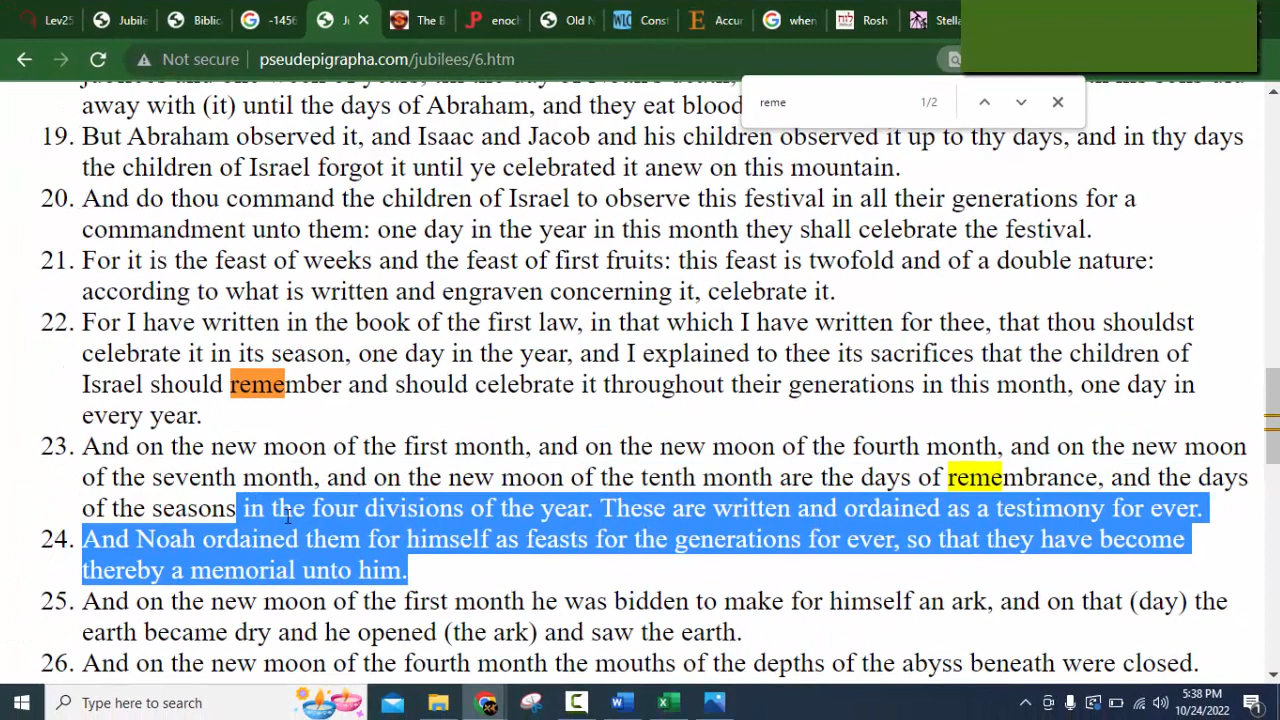 Lev25
Jubile
Biblic
-1456
Ju
The B
enoch
Old N
WLC
Const
Accur
when
Rosh
Stella
Not secure
pseudepigrapha.com/jubilees/6.htm
reme 1/2
away with (it) until the days of Abraham, and they eat blood
19. But Abraham observed it, and Isaac and Jacob and his children observed it up to thy days, and in thy days
the children of Israel forgot it until ye celebrated it anew on this mountain.
20. And do thou command the children of Israel to observe this festival in all their generations for a
commandment unto them: one day in the year in this month they shall celebrate the festival.
21. For it is the feast of weeks and the feast of first fruits: this feast is twofold and of a double nature:
according to what is written and engraven concerning it, celebrate it.
22. For I have written in the book of the first law, in that which I have written for thee, that thou shouldst
celebrate it in its season, one day in the year, and I explained to thee its sacrifices that the children of
Israel should remember and should celebrate it throughout their generations in this month, one day in
every year.
23. And on the new moon of the first month, and on the new moon of the fourth month, and on the new moon
of the seventh month, and on the new moon of the tenth month are the days of remembrance, and the days
of the seasons in the four divisions of the year. These are written and ordained as a testimony for ever.
24. And Noah ordained them for himself as feasts for the generations for ever, so that they have become
thereby a memorial unto him.
25. And on the new moon of the first month he was bidden to make for himself an ark, and on that (day) the
earth became dry and he opened (the ark) and saw the earth.
26. And on the new moon of the fourth month the mouths of the depths of the abyss beneath were closed.
Type here to search
5:38 PM
10/24/2022